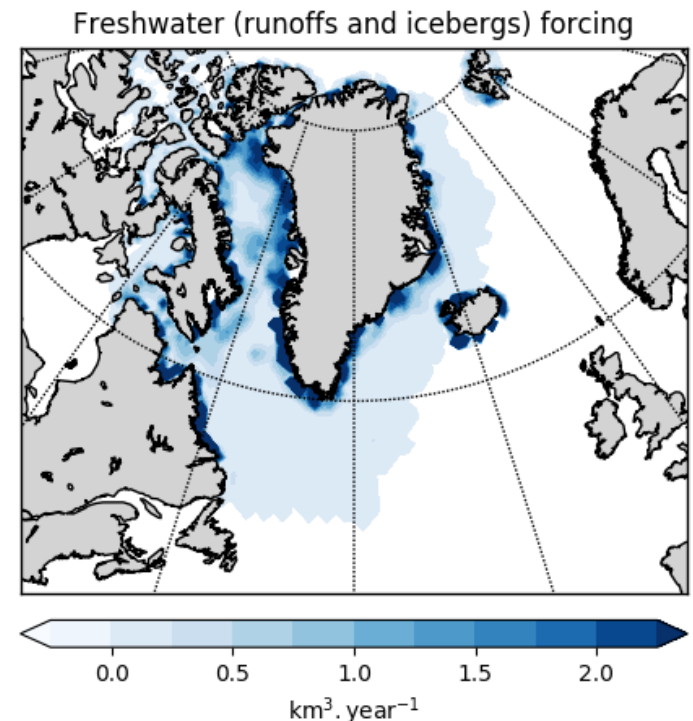 Freshwater (runoffs and icebergs) forcing
0.0 0.5 1.0 1.5 2.0
km³. year⁻¹